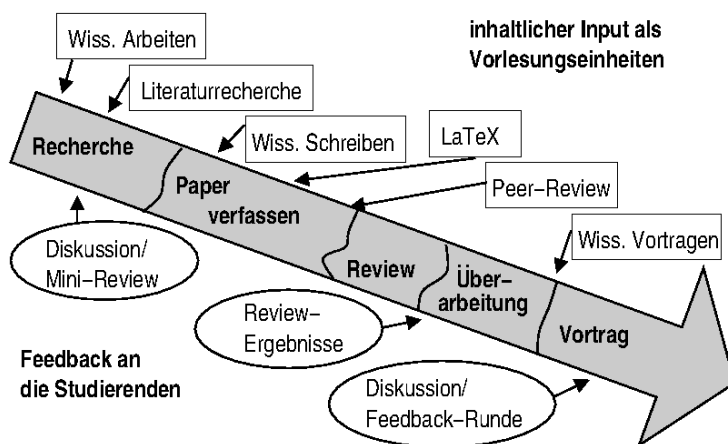 inhaltlicher Input als
Vorlesungseinheiten
Wiss. Arbeiten
Literaturrecherche
Wiss. Schreiben
LaTeX
Peer-Review
Wiss. Vortragen
Recherche
Paper
verfassen
Review
Über-
arbeitung
Vortrag
Diskussion/
Mini-Review
Review-
Ergebnisse
Diskussion/
Feedback-Runde
Feedback an
die Studierenden